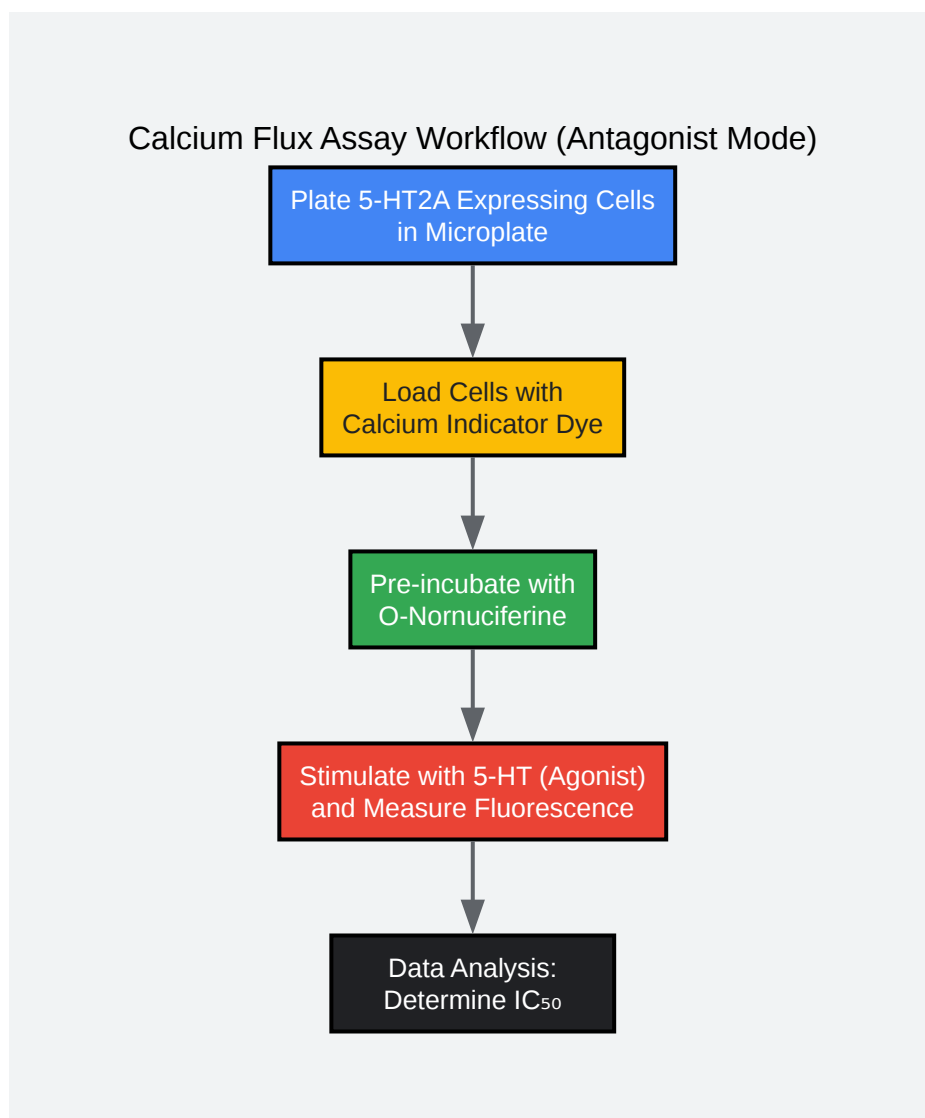 Calcium Flux Assay Workflow (Antagonist Mode)
Plate 5-HT2A Expressing Cells
in Microplate
Load Cells with
Calcium Indicator Dye
Pre-incubate with
O-Nornuciferine
Stimulate with 5-HT (Agonist)
and Measure Fluorescence
Data Analysis:
Determine IC₅₀